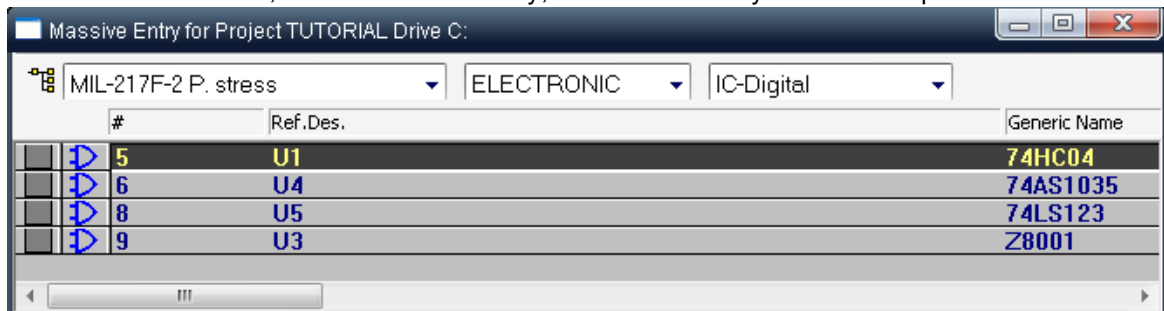 Massive Entry for Project TUTORIAL Drive C:
MIL-217F-2 P. stress ELECTRONIC IC-Digital
# Ref.Des. Generic Name
5 U1 74HC04
6 U4 74AS1035
8 U5 74LS123
9 U3 Z8001